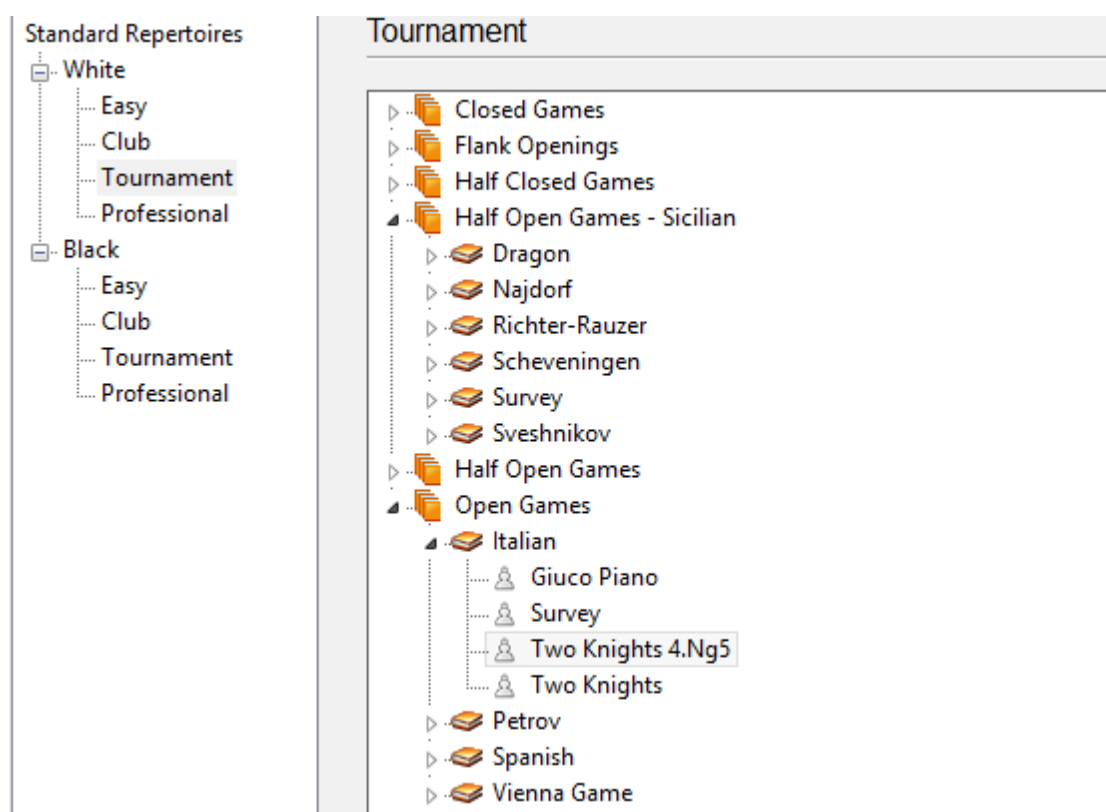 Standard Repertoires
White
Easy
Club
Tournament
Professional
Black
Easy
Club
Tournament
Professional
Tournament
Closed Games
Flank Openings
Half Closed Games
Half Open Games - Sicilian
Dragon
Najdorf
Richter-Rauzer
Scheveningen
Survey
Sveshnikov
Half Open Games
Open Games
Italian
Giuco Piano
Survey
Two Knights 4.Ng5
Two Knights
Petrov
Spanish
Vienna Game